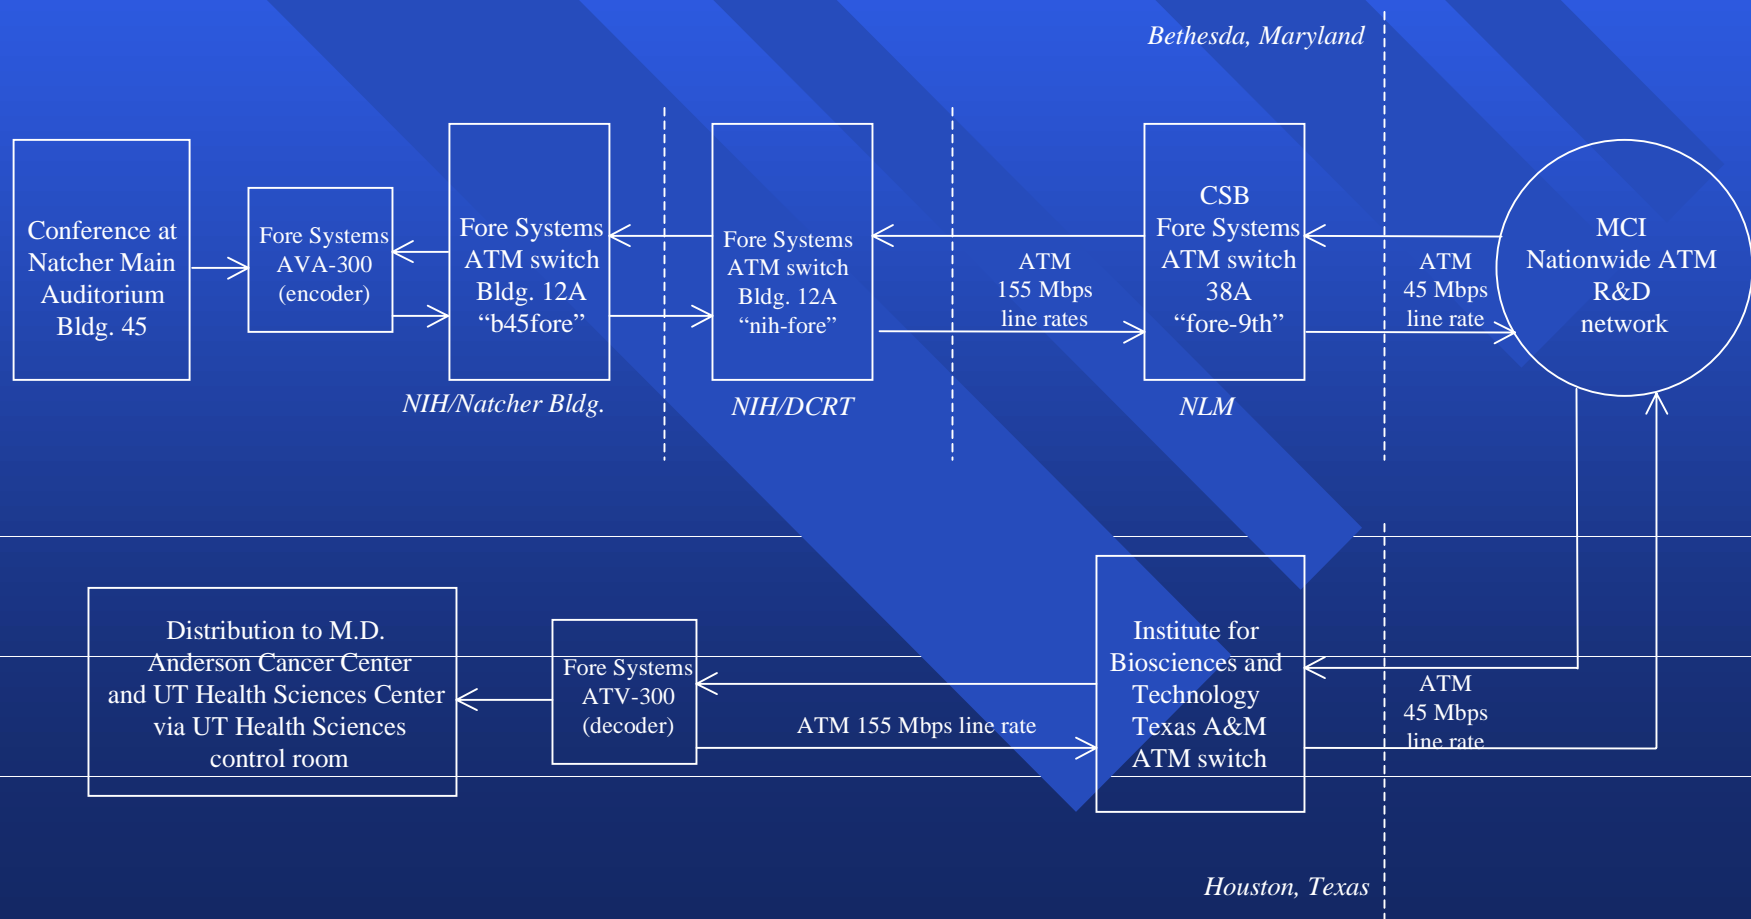 Bethesda, Maryland
Conference at
Natcher Main
Auditorium
Bldg. 45
Fore Systems
AVA-300
(encoder)
Fore Systems
ATM switch
Bldg. 12A
“b45fore”
NIH/Natcher Bldg.
Fore Systems
ATM switch
Bldg. 12A
“nih-fore”
NIH/DCRT
ATM
155 Mbps
line rates
CSB
Fore Systems
ATM switch
38A
“fore-9th”
NLM
ATM
45 Mbps
line rate
MCI
Nationwide ATM
R&D
network
Distribution to M.D.
Anderson Cancer Center
and UT Health Sciences Center
via UT Health Sciences
control room
Fore Systems
ATV-300
(decoder)
ATM 155 Mbps line rate
Institute for
Biosciences and
Technology
Texas A&M
ATM switch
ATM
45 Mbps
line rate
Houston, Texas